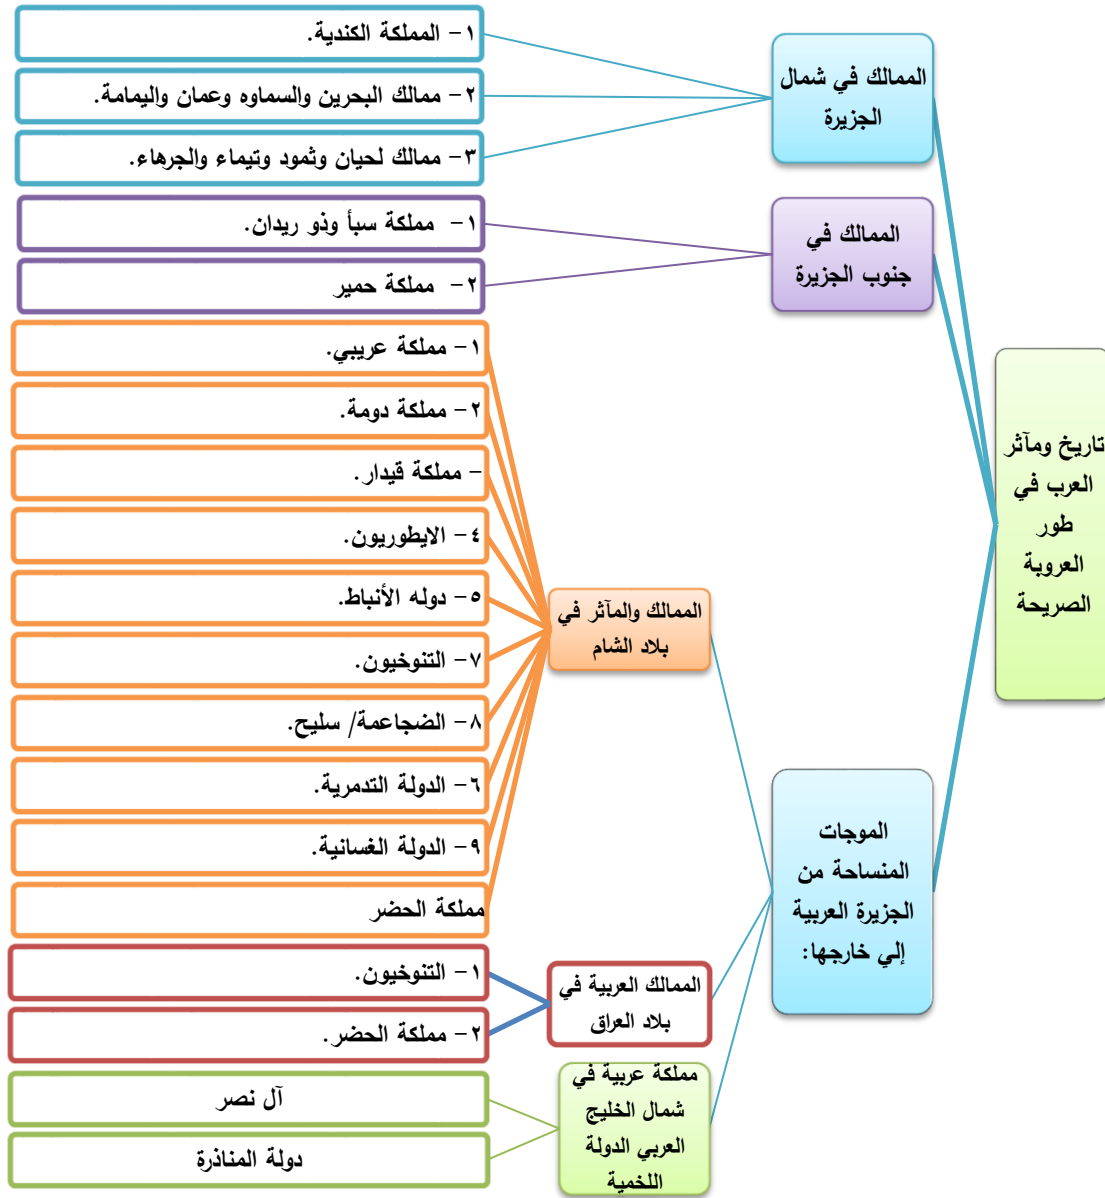 تاريخ ومآثر
العرب في
طور
العروبة
الصريحة
الممالك في شمال
الجزيرة
١- المملكة الكندية.
٢- ممالك البحرين والسماوه وعمان واليمامة.
٣- ممالك لحيان وثمود وتيماء والجرهاء.
الممالك في
جنوب الجزيرة
١- مملكة سبأ وذو ريدان.
٢- مملكة حمير
الموجات
المنساحة من
الجزيرة العربية
إلي خارجها:
الممالك والمآثر في
بلاد الشام
١- مملكة عريبي.
٢- مملكة دومة.
- مملكة قيدار.
٤- الايطوريون.
٥- دوله الأنباط.
٧- التنوخيون.
٨- الضجاعمة/ سليح.
٦- الدولة التدمرية.
٩- الدولة الغسانية.
مملكة الحضر
الممالك العربية في
بلاد العراق
١- التنوخيون.
٢- مملكة الحضر.
مملكة عربية في
شمال الخليج
العربي الدولة
اللخمية
آل نصر
دولة المناذرة